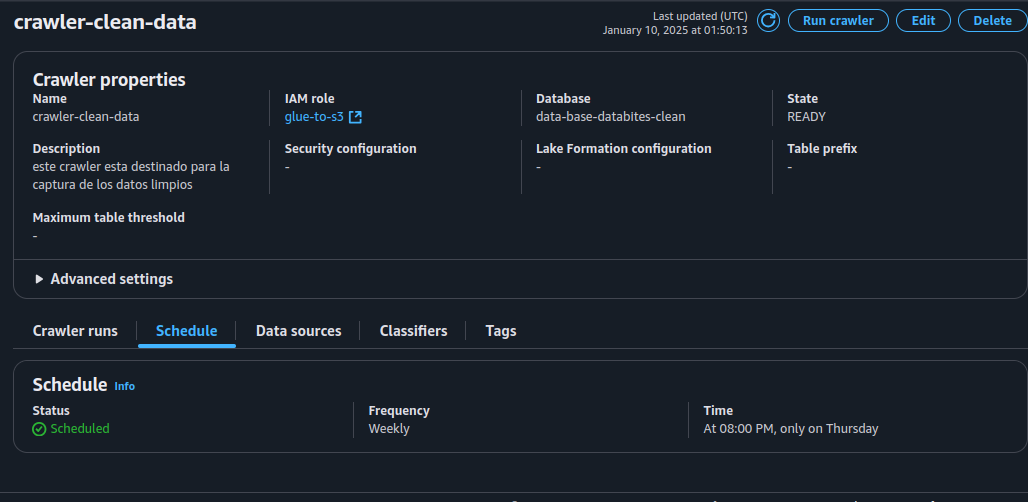 crawler-clean-data
Last updated (UTC)
January 10, 2025 at 01:50:13
Run crawler
Edit
Delete
Crawler properties
Name
crawler-clean-data
IAM role
glue-to-s3
Database
data-base-databites-clean
State
READY
Description
este crawler esta destinado para la
captura de los datos limpios
Security configuration
-
Lake Formation configuration
-
Table prefix
-
Maximum table threshold
-
Advanced settings
Crawler runs
Schedule
Data sources
Classifiers
Tags
Schedule Info
Status
Scheduled
Frequency
Weekly
Time
At 08:00 PM, only on Thursday